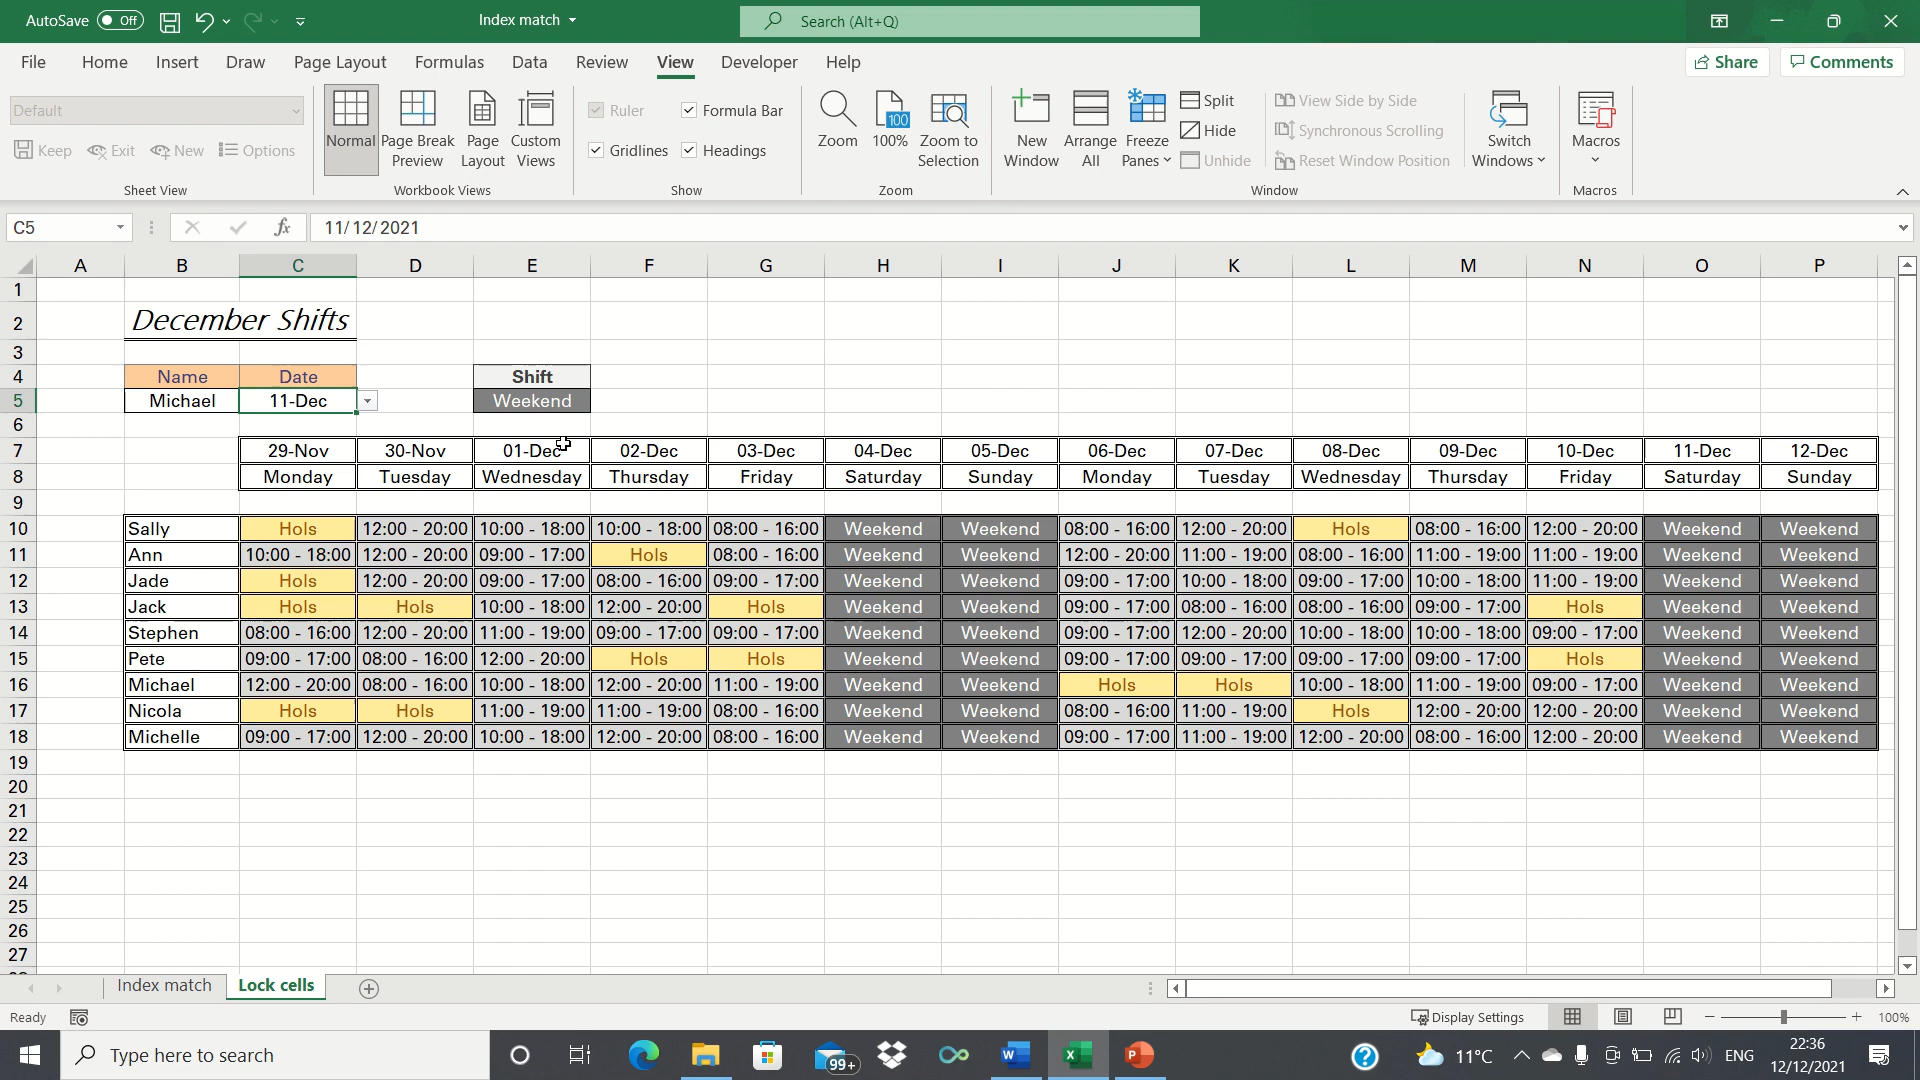 AutoSave Off Index match Search (Alt+Q)
File Home Insert Draw Page Layout Formulas Data Review View Developer Help Share Comments
Default
Keep Exit New Options
Sheet View
Normal Page Break Preview Page Layout Custom Views
Workbook Views
Ruler Formula Bar
Gridlines Headings
Show
Zoom 100 100% Zoom to Selection
Zoom
New Window Arrange All Freeze Panes
Split
Hide
Unhide
View Side by Side
Synchronous Scrolling
Reset Window Position
Switch Windows
Window
Macros
Macros
C5 fx 11/12/2021
A B C D E F G H I J K L M N O P
1
2 December Shifts
3
4 Name Date Shift
5 Michael 11-Dec Weekend
6
7 29-Nov 30-Nov 01-Dec 02-Dec 03-Dec 04-Dec 05-Dec 06-Dec 07-Dec 08-Dec 09-Dec 10-Dec 11-Dec 12-Dec
8 Monday Tuesday Wednesday Thursday Friday Saturday Sunday Monday Tuesday Wednesday Thursday Friday Saturday Sunday
9
10 Sally Hols 12:00 - 20:00 10:00 - 18:00 10:00 - 18:00 08:00 - 16:00 Weekend Weekend 08:00 - 16:00 12:00 - 20:00 Hols 08:00 - 16:00 12:00 - 20:00 Weekend Weekend
11 Ann 10:00 - 18:00 12:00 - 20:00 09:00 - 17:00 Hols 08:00 - 16:00 Weekend Weekend 12:00 - 20:00 11:00 - 19:00 08:00 - 16:00 11:00 - 19:00 11:00 - 19:00 Weekend Weekend
12 Jade Hols 12:00 - 20:00 09:00 - 17:00 08:00 - 16:00 09:00 - 17:00 Weekend Weekend 09:00 - 17:00 10:00 - 18:00 09:00 - 17:00 10:00 - 18:00 11:00 - 19:00 Weekend Weekend
13 Jack Hols Hols 10:00 - 18:00 12:00 - 20:00 Hols Weekend Weekend 09:00 - 17:00 08:00 - 16:00 08:00 - 16:00 09:00 - 17:00 Hols Weekend Weekend
14 Stephen 08:00 - 16:00 12:00 - 20:00 11:00 - 19:00 09:00 - 17:00 09:00 - 17:00 Weekend Weekend 09:00 - 17:00 12:00 - 20:00 10:00 - 18:00 10:00 - 18:00 09:00 - 17:00 Weekend Weekend
15 Pete 09:00 - 17:00 08:00 - 16:00 12:00 - 20:00 Hols Hols Weekend Weekend 09:00 - 17:00 09:00 - 17:00 09:00 - 17:00 09:00 - 17:00 Hols Weekend Weekend
16 Michael 12:00 - 20:00 08:00 - 16:00 10:00 - 18:00 12:00 - 20:00 11:00 - 19:00 Weekend Weekend Hols Hols 10:00 - 18:00 11:00 - 19:00 09:00 - 17:00 Weekend Weekend
17 Nicola Hols Hols 11:00 - 19:00 11:00 - 19:00 08:00 - 16:00 Weekend Weekend 08:00 - 16:00 11:00 - 19:00 Hols 12:00 - 20:00 12:00 - 20:00 Weekend Weekend
18 Michelle 09:00 - 17:00 12:00 - 20:00 10:00 - 18:00 12:00 - 20:00 08:00 - 16:00 Weekend Weekend 09:00 - 17:00 11:00 - 19:00 12:00 - 20:00 08:00 - 16:00 12:00 - 20:00 Weekend Weekend
19
20
21
22
23
24
25
26
27
Index match Lock cells
Ready Display Settings 100%
Type here to search 99+ W X P 11°C ENG 22:36
12/12/2021